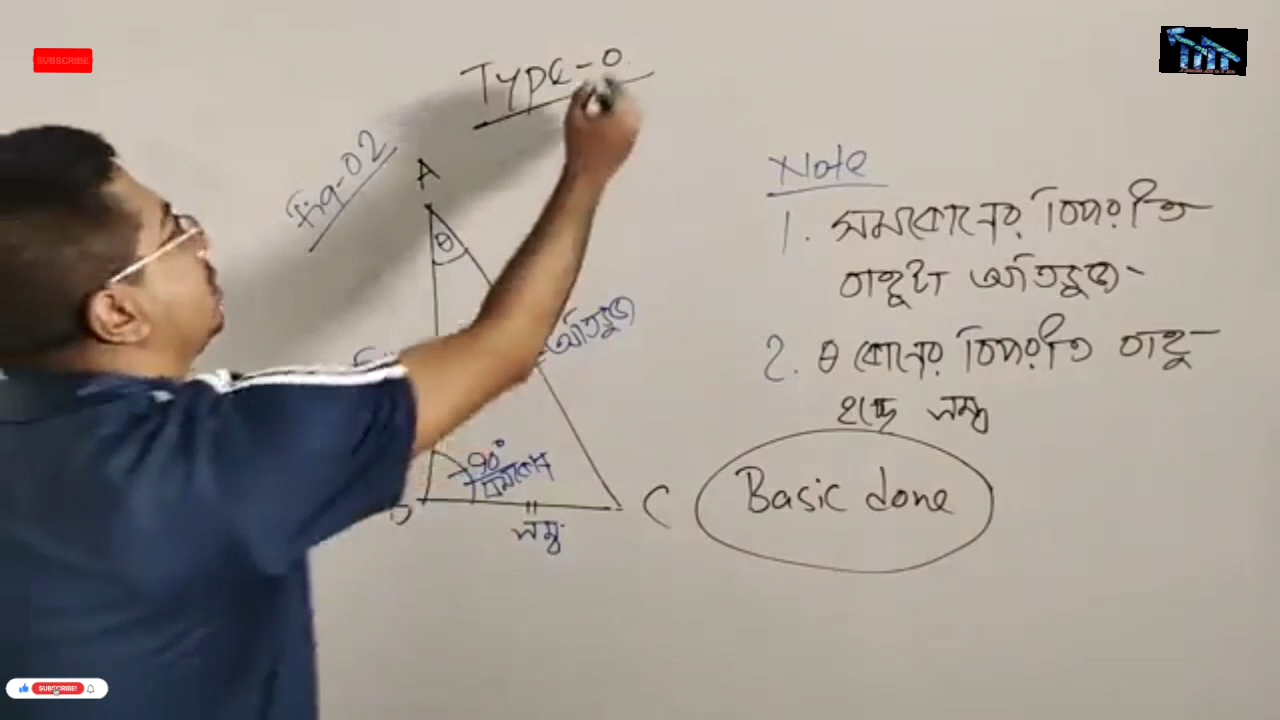 SUBSCRIBE
Type-0
Fig-02
A
θ
অতিভুজ
90°
সমকোণ
C
লম্ব
Note
1. সমকোনের বিপরীত
বাহুটা অতিভুজ-
2. θ কোনের বিপরীত বাহু
হচ্ছে লম্ব
Basic done
SUBSCRIBE!